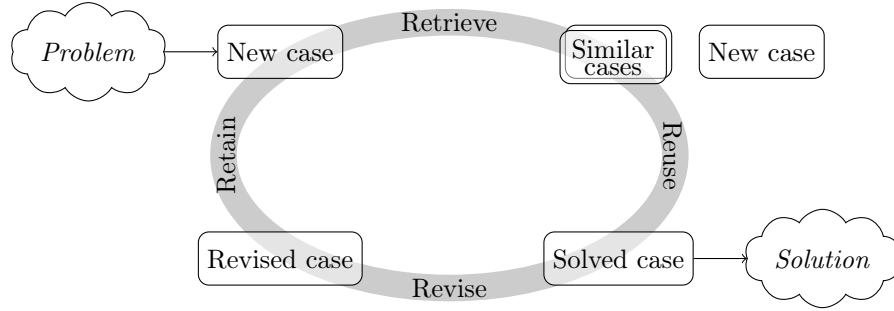 Retrieve
Problem
New case
Similar
cases
New case
Retain
Reuse
Revised case
Solved case
Solution
Revise